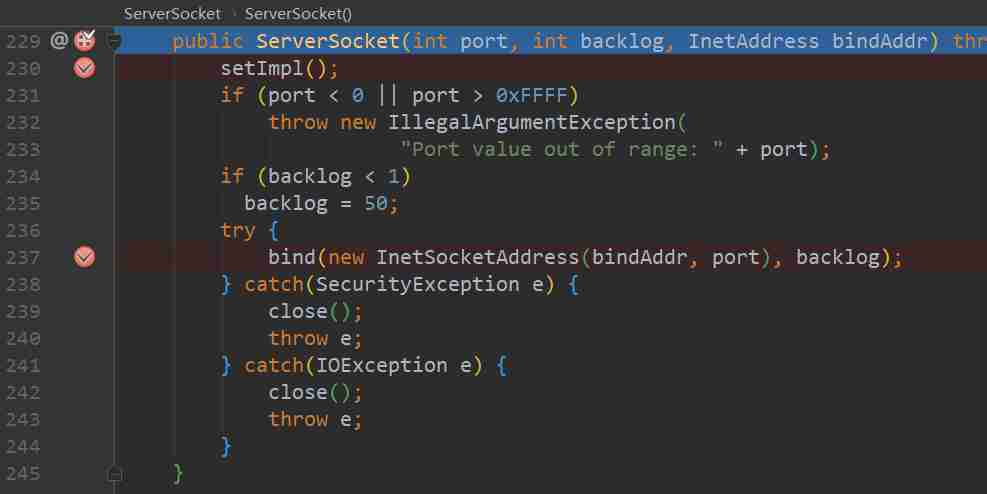 ServerSocket › ServerSocket()
229 @ public ServerSocket(int port, int backlog, InetAddress bindAddr) thr
230 setImpl();
231 if (port < 0 || port > 0xFFFF)
232 throw new IllegalArgumentException(
233 "Port value out of range: " + port);
234 if (backlog < 1)
235 backlog = 50;
236 try {
237 bind(new InetSocketAddress(bindAddr, port), backlog);
238 } catch(SecurityException e) {
239 close();
240 throw e;
241 } catch(IOException e) {
242 close();
243 throw e;
244 }
245 }